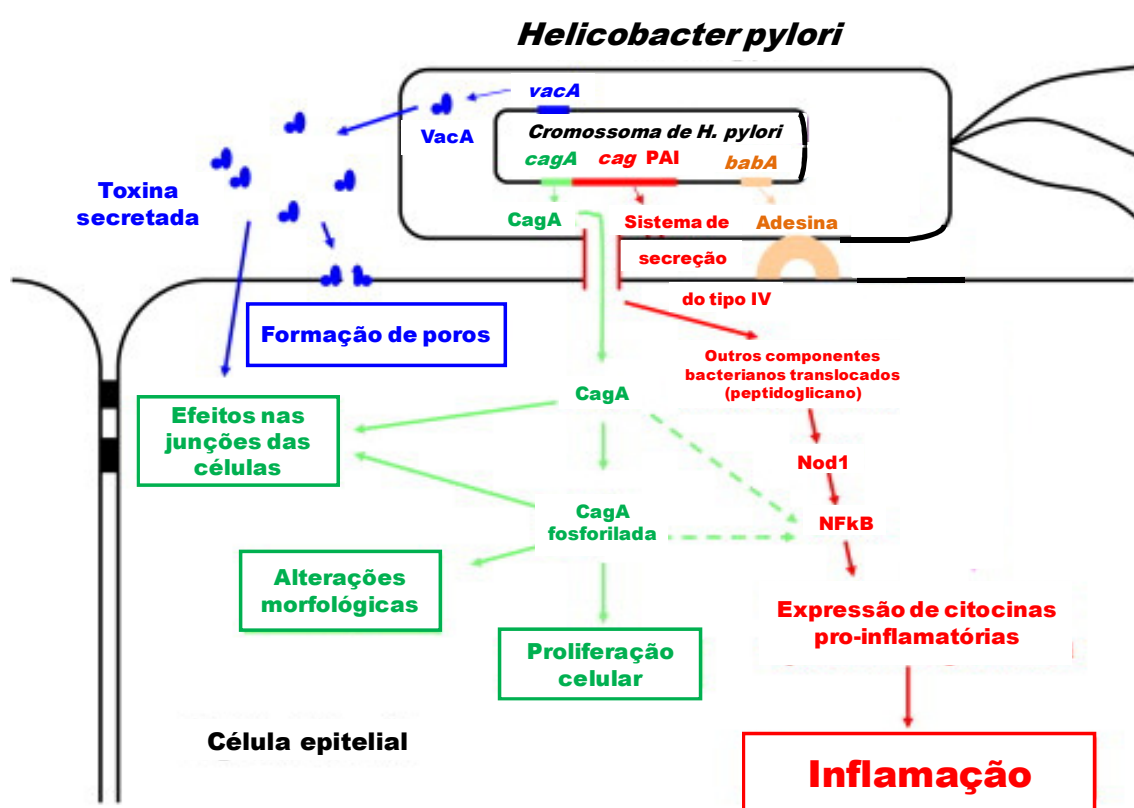 Helicobacter pylori
vacA
VacA
Cromossoma de H. pylori
cagA cag PAI babA
Toxina
secretada
CagA
Sistema de
secreção
do tipo IV
Adesina
Formação de poros
Outros componentes
bacterianos translocados
(peptidoglicano)
CagA
Efeitos nas
junções das
células
Nod1
CagA
fosforilada
NFkB
Alterações
morfológicas
Expressão de citocinas
pro-inflamatórias
Proliferação
celular
Célula epitelial
Inflamação